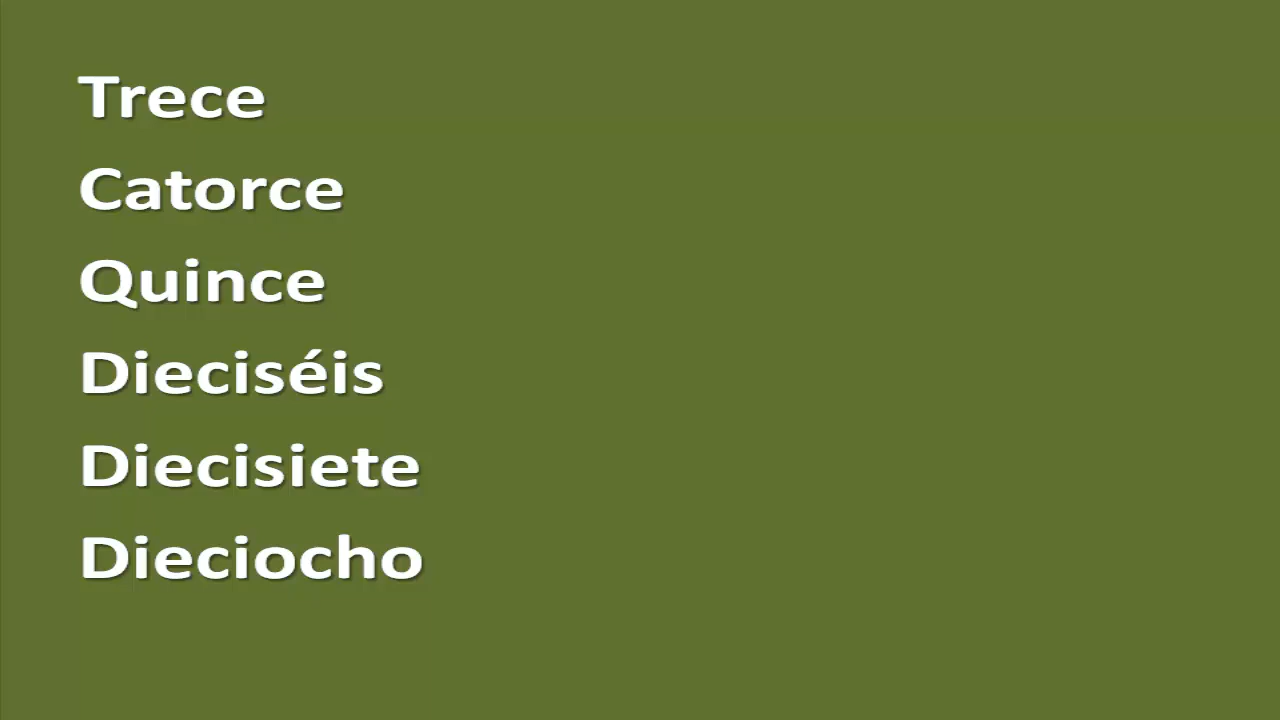 Trece
Catorce
Quince
Dieciséis
Diecisiete
Dieciocho